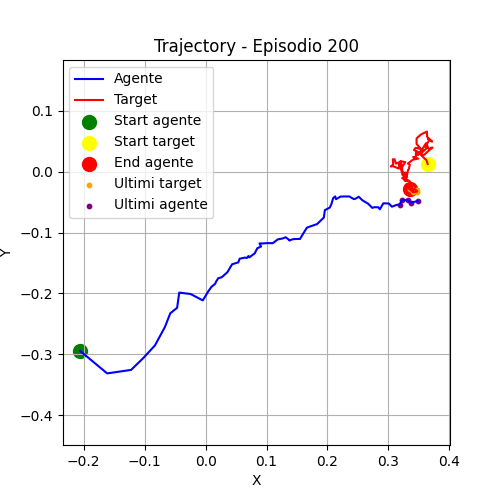 Trajectory - Episodio 200
Agente
Target
Start agente
Start target
End agente
Ultimi target
Ultimi agente
0.1
0.0
−0.1
−0.2
−0.3
−0.4
Y
−0.2
−0.1
0.0
0.1
0.2
0.3
0.4
X